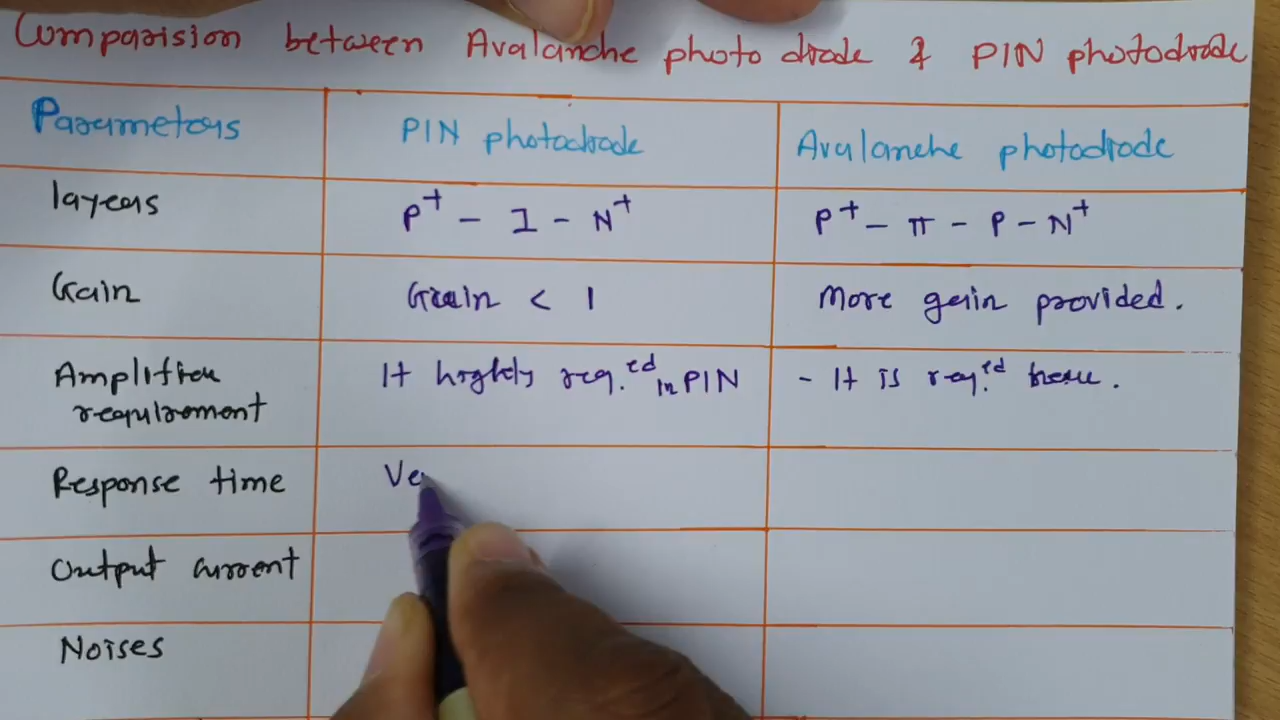 Comparision between Avalanche photo diode & PIN photodiode
Parameters PIN photodiode Avalanche photodiode
layers P+ - I - N+ P+ - π - P - N+
Gain Gain < 1 More gain provided.
Amplifier It highly req.ed in PIN - It is req.ed here.
requirement
Response time Ve
Output current
Noises